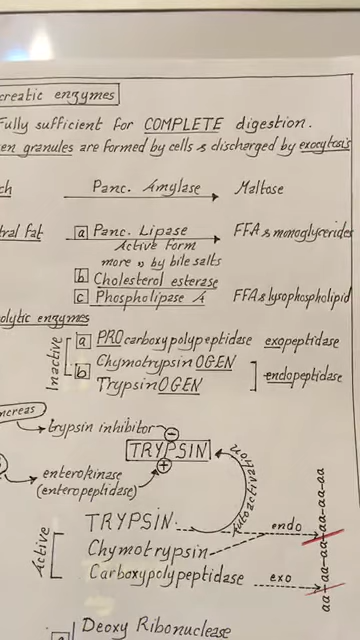 creatic enzymes
Fully sufficient for COMPLETE digestion.
en granules are formed by cells & discharged by exocytosis
ch Panc. Amylase Maltose
tral fat a Panc. Lipase FFA & monoglycerides
Active form
more by bile salts
b Cholesterol esterase
c Phospholipase A FFA & lysophospholipid
olytic enzymes
Inactive a PROcarboxypolypeptidase exopeptidase
b ChymotrypsinOGEN
TrypsinOGEN endopeptidase
ncreas
trypsin inhibitor −
TRYPSIN
+
enterokinase
(enteropeptidase)
Autoactivation
Active TRYPSIN endo
Chymotrypsin
Carboxypolypeptidase exo
aa-aa-aa-aa-aa-aa-aa
Deoxy Ribonuclease
a